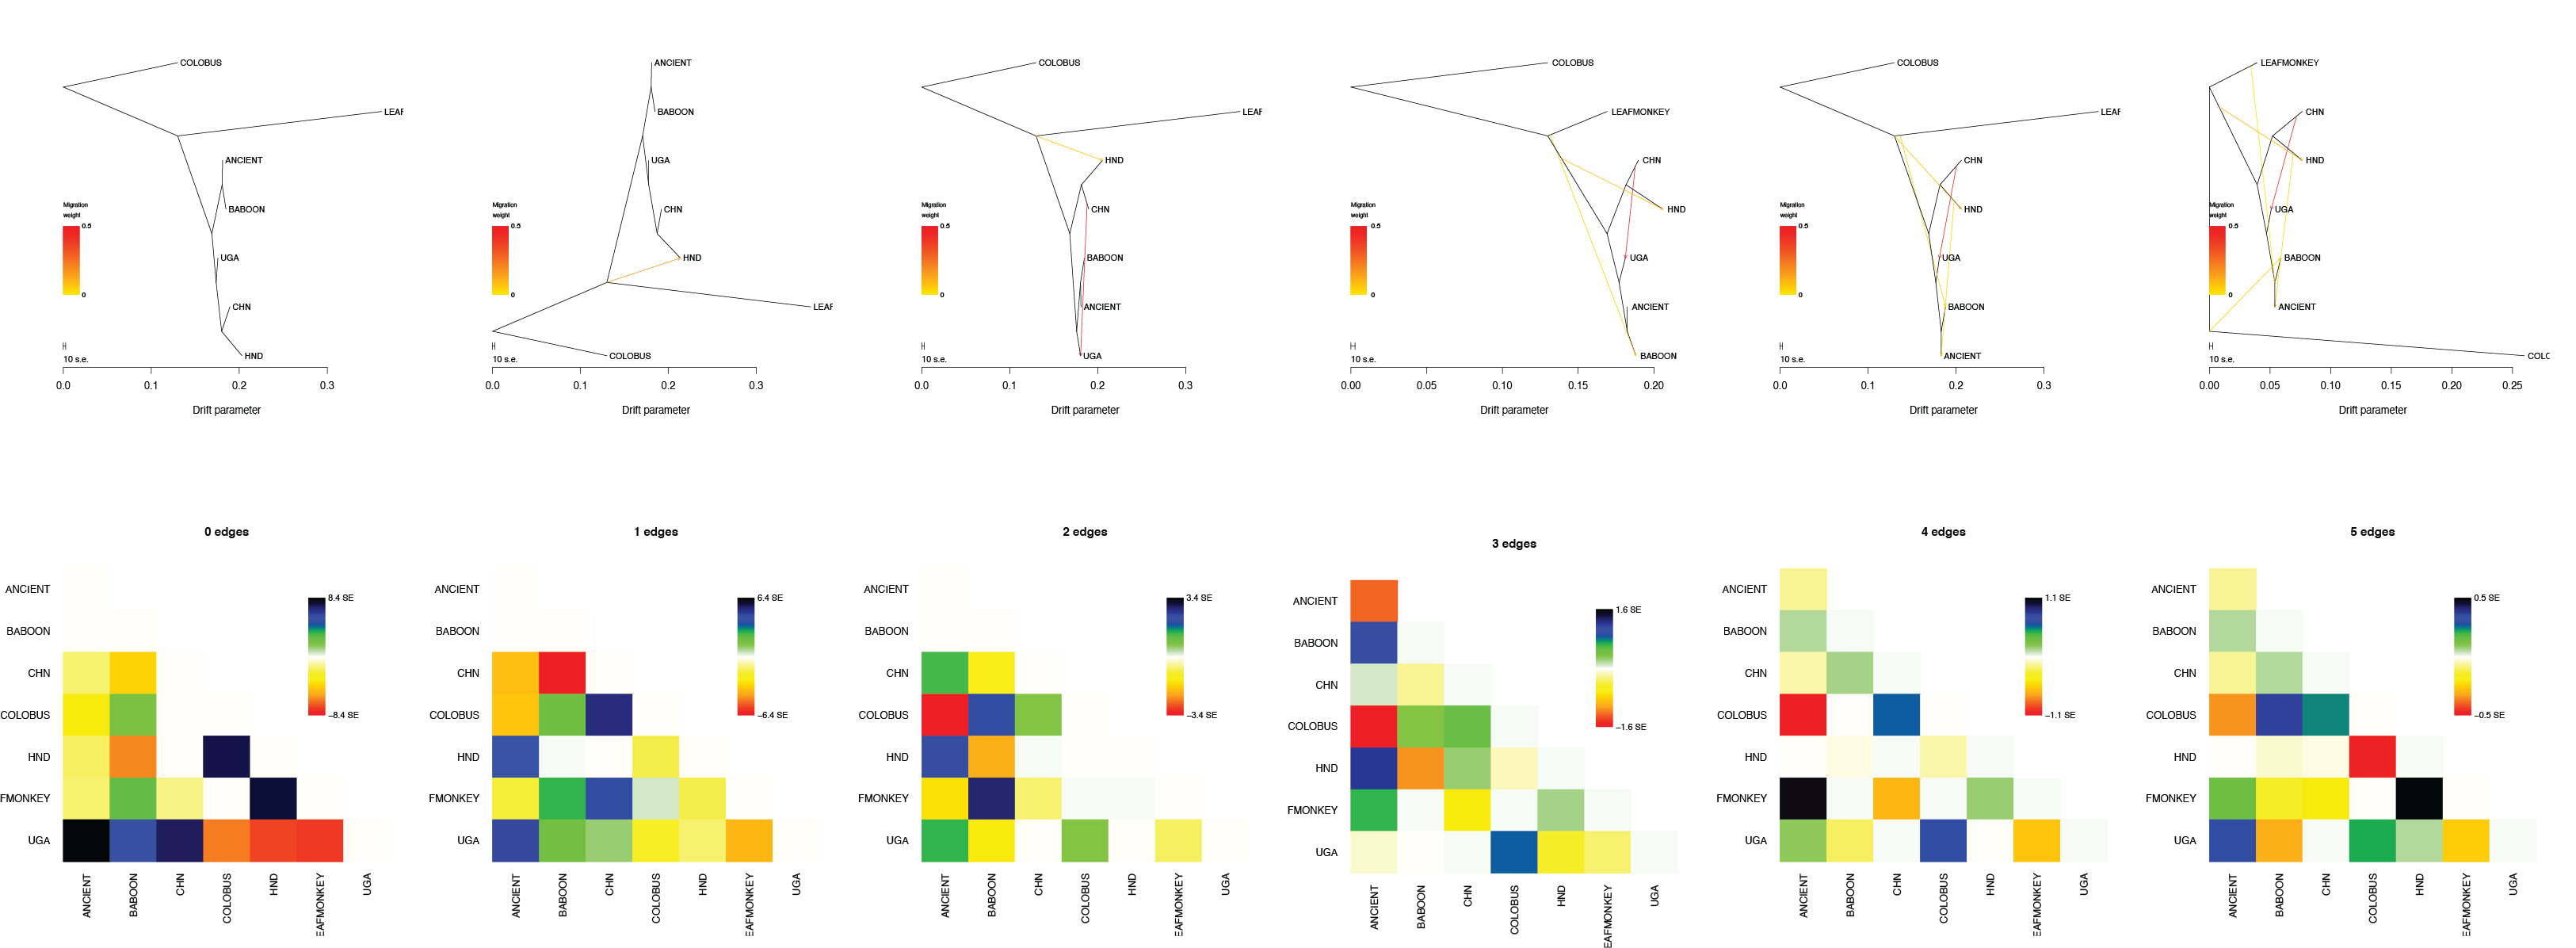 COLOBUS
LEAF
ANCIENT
BABOON
UGA
CHN
HND
Migration
weight
0.5
0
10 s.e.
0.0 0.1 0.2 0.3
Drift parameter
ANCIENT
BABOON
UGA
CHN
HND
LEAF
COLOBUS
Migration
weight
0.5
0
10 s.e.
0.0 0.1 0.2 0.3
Drift parameter
COLOBUS
LEAF
HND
CHN
BABOON
ANCIENT
UGA
Migration
weight
0.5
0
10 s.e.
0.0 0.1 0.2 0.3
Drift parameter
COLOBUS
LEAFMONKEY
CHN
HND
UGA
ANCIENT
BABOON
Migration
weight
0.5
0
10 s.e.
0.00 0.05 0.10 0.15 0.20
Drift parameter
COLOBUS
LEAF
CHN
HND
UGA
BABOON
ANCIENT
Migration
weight
0.5
0
10 s.e.
0.0 0.1 0.2 0.3
Drift parameter
LEAFMONKEY
CHN
HND
UGA
BABOON
ANCIENT
COLO
Migration
weight
0.5
0
10 s.e.
0.00 0.05 0.10 0.15 0.20 0.25
Drift parameter
0 edges
ANCIENT
BABOON
CHN
COLOBUS
HND
FMONKEY
UGA
8.4 SE
−8.4 SE
ANCIENT
BABOON
CHN
COLOBUS
HND
EAFMONKEY
UGA
1 edges
ANCIENT
BABOON
CHN
COLOBUS
HND
FMONKEY
UGA
6.4 SE
−6.4 SE
ANCIENT
BABOON
CHN
COLOBUS
HND
EAFMONKEY
UGA
2 edges
ANCIENT
BABOON
CHN
COLOBUS
HND
FMONKEY
UGA
3.4 SE
−3.4 SE
ANCIENT
BABOON
CHN
COLOBUS
HND
EAFMONKEY
UGA
3 edges
ANCIENT
BABOON
CHN
COLOBUS
HND
FMONKEY
UGA
1.6 SE
−1.6 SE
ANCIENT
BABOON
CHN
COLOBUS
HND
EAFMONKEY
UGA
4 edges
ANCIENT
BABOON
CHN
COLOBUS
HND
FMONKEY
UGA
1.1 SE
−1.1 SE
ANCIENT
BABOON
CHN
COLOBUS
HND
EAFMONKEY
UGA
5 edges
ANCIENT
BABOON
CHN
COLOBUS
HND
FMONKEY
UGA
0.5 SE
−0.5 SE
ANCIENT
BABOON
CHN
COLOBUS
HND
EAFMONKEY
UGA